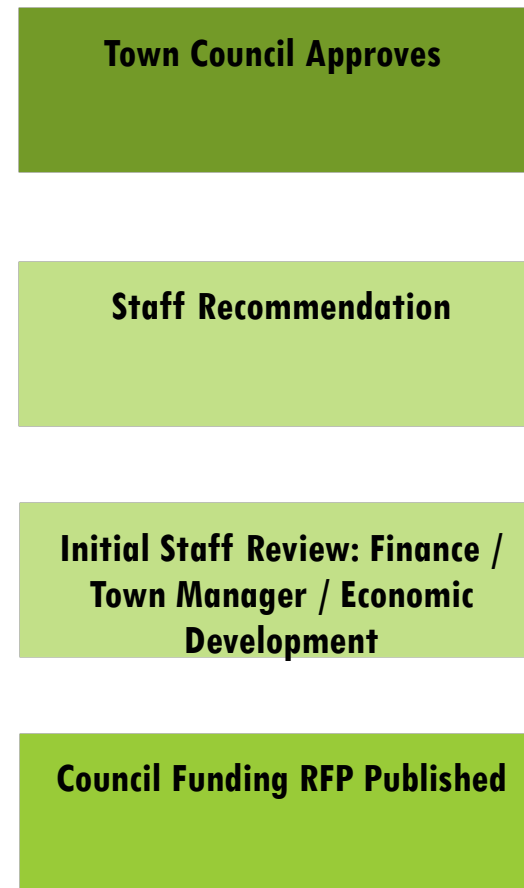 Town Council Approves
Staff Recommendation
Initial Staff Review: Finance /
Town Manager / Economic
Development
Council Funding RFP Published